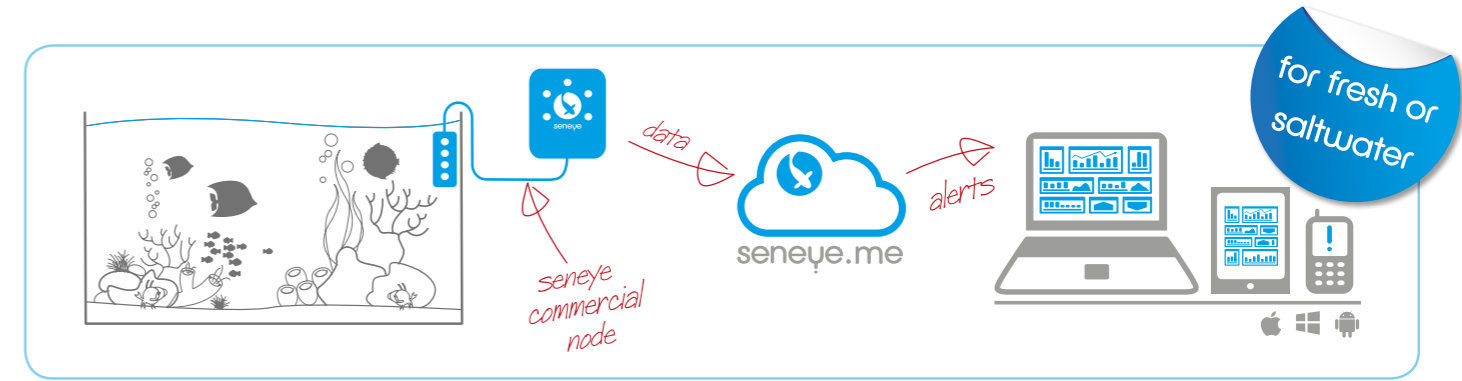 seneye
seneye
commercial
node
data
seneye.me
alerts
for fresh or
saltwater